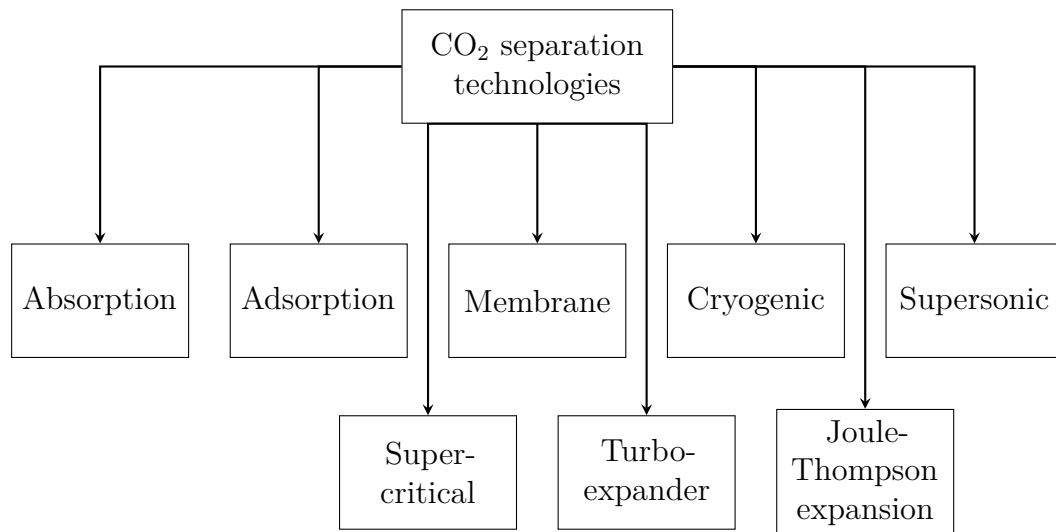 CO₂ separation
technologies
Absorption
Adsorption
Membrane
Cryogenic
Supersonic
Super-
critical
Turbo-
expander
Joule-
Thompson
expansion